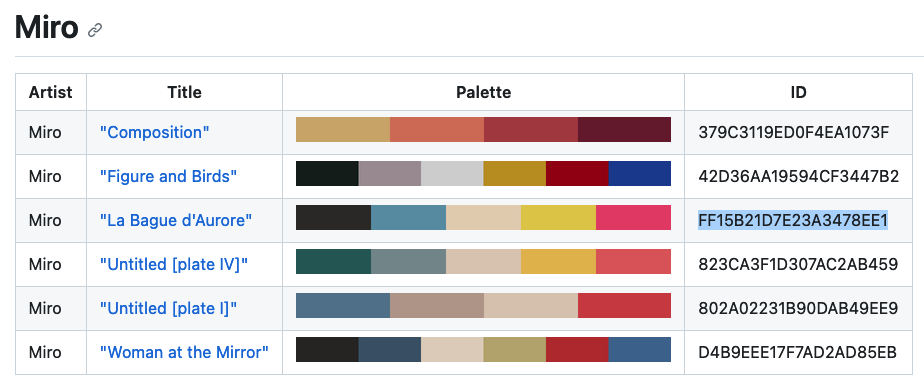 Miro
Artist Title Palette ID
Miro "Composition" 379C3119ED0F4EA1073F
Miro "Figure and Birds" 42D36AA19594CF3447B2
Miro "La Bague d'Aurore" FF15B21D7E23A3478EE1
Miro "Untitled [plate IV]" 823CA3F1D307AC2AB459
Miro "Untitled [plate I]" 802A02231B90DAB49EE9
Miro "Woman at the Mirror" D4B9EEE17F7AD2AD85EB